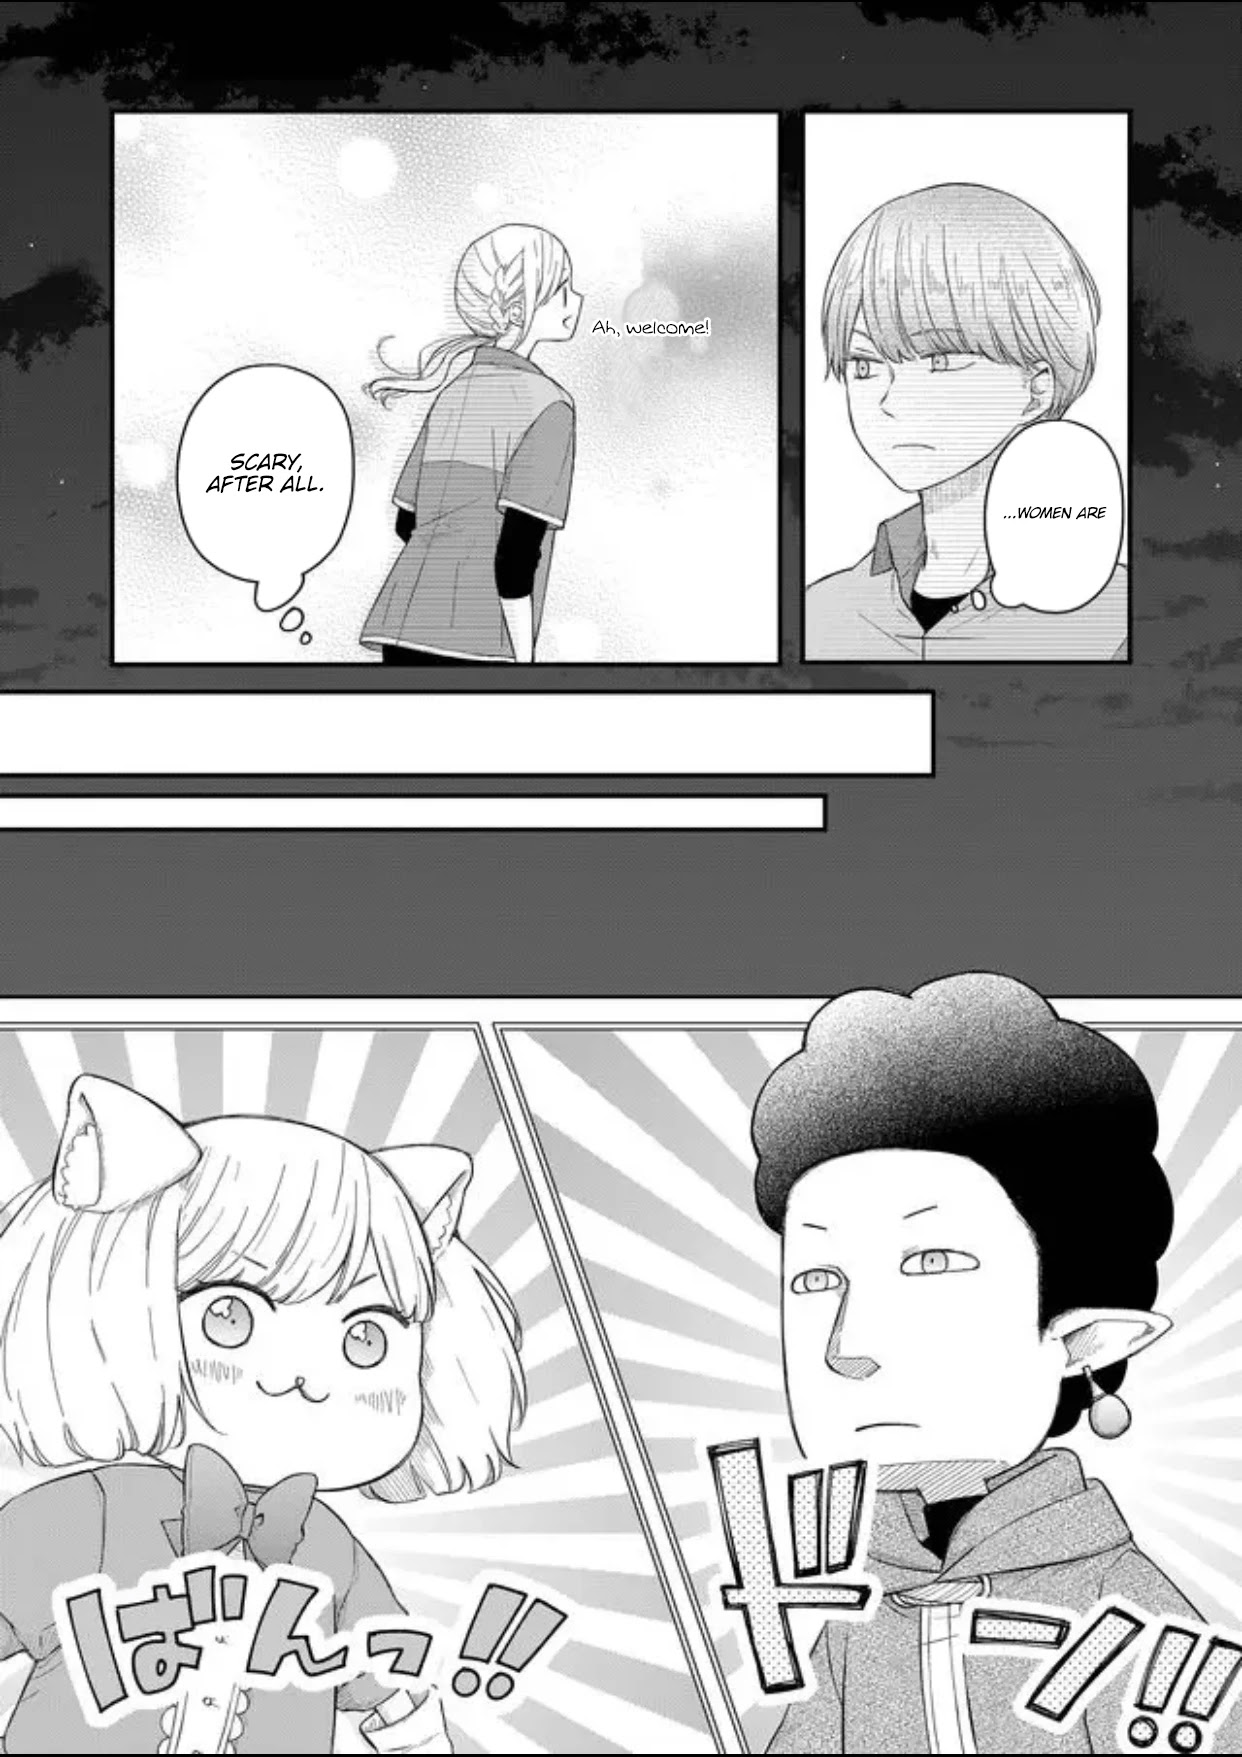 ...WOMEN ARE
Ah, welcome!
SCARY,
AFTER ALL.
ドーン!!
ばんっ!!